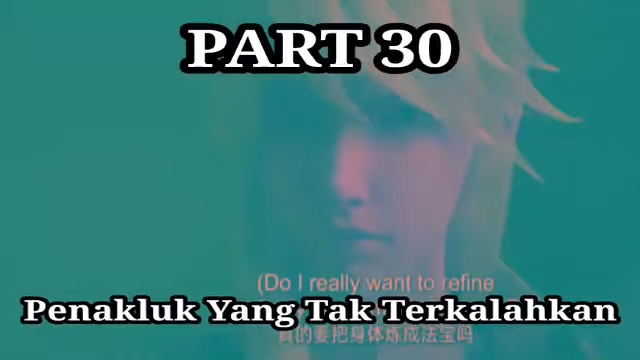 PART 30
(Do I really want to refine
Penakluk Yang Tak Terkalahkan
真的要把身体炼成法宝吗